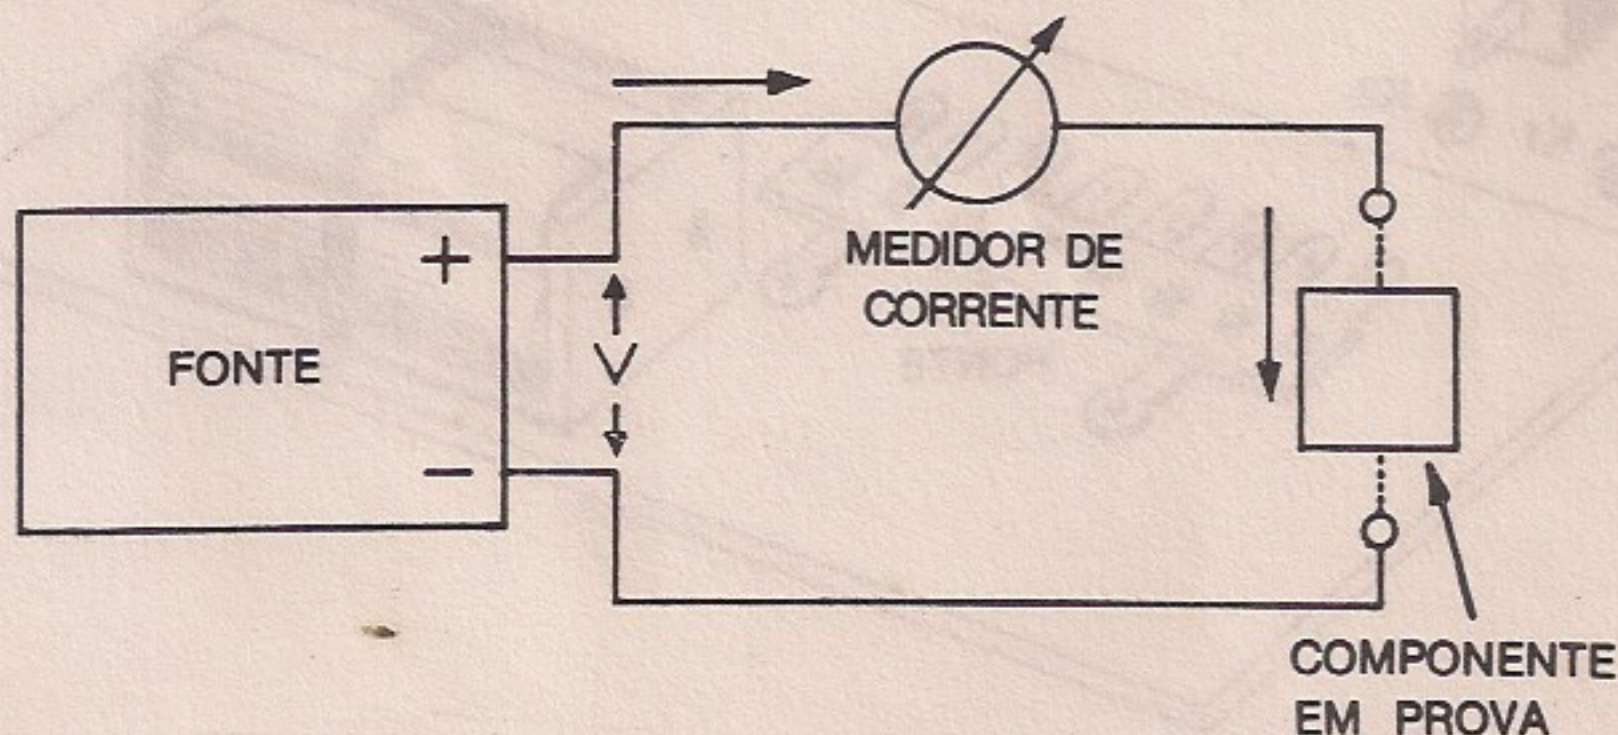 +
MEDIDOR DE
CORRENTE
FONTE
V
−
COMPONENTE
EM PROVA